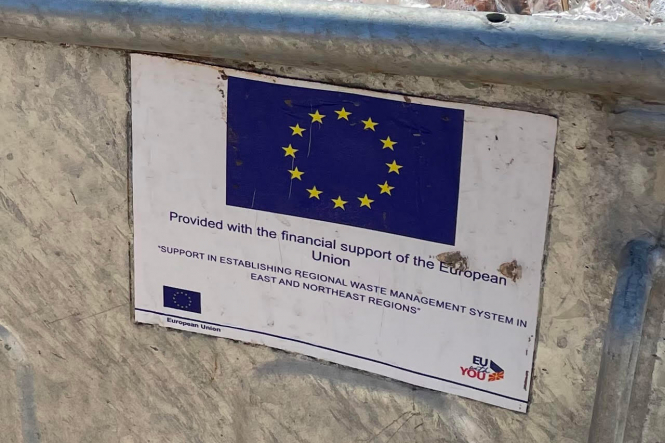 Provided with the financial support of the European
Union
"SUPPORT IN ESTABLISHING REGIONAL WASTE MANAGEMENT SYSTEM IN
EAST AND NORTHEAST REGIONS"
European Union
EU
with
YOU